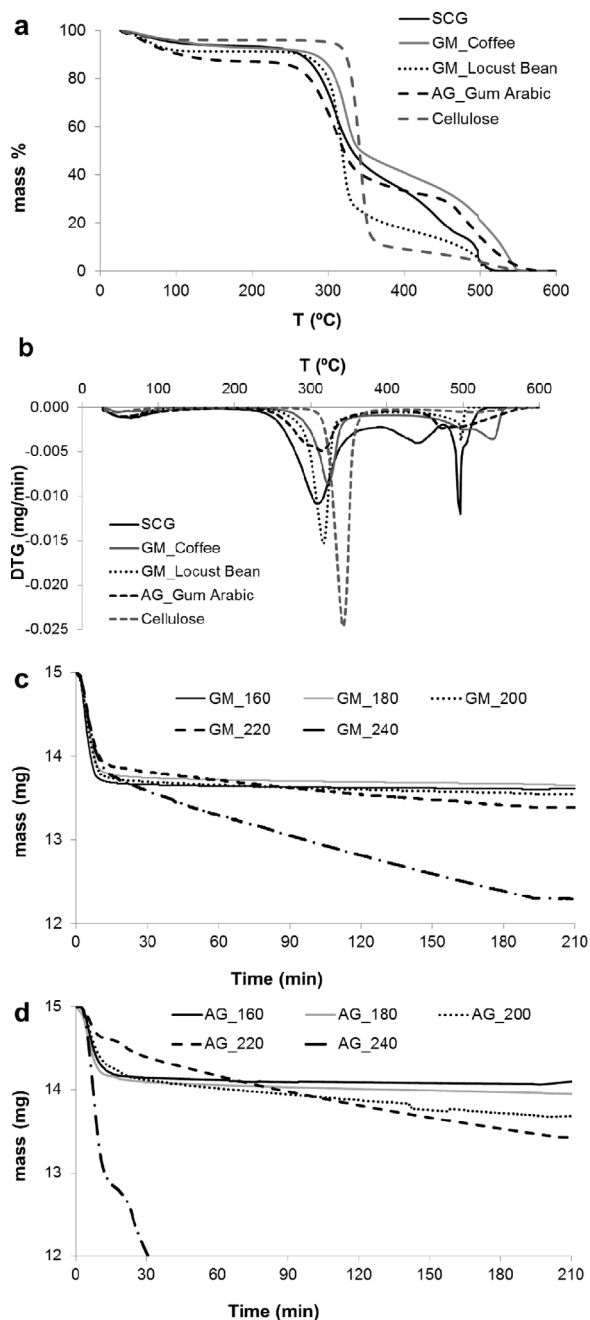 a
100
SCG
GM_Coffee
80
GM_Locust Bean
AG_Gum Arabic
60
Cellulose
mass %
40
20
0
0 100 200 300 400 500 600
T (ºC)
b
T (ºC)
0 100 200 300 400 500 600
0.000
-0.005
-0.010
-0.015
-0.020
-0.025
DTG (mg/min)
SCG
GM_Coffee
GM_Locust Bean
AG_Gum Arabic
Cellulose
c
15
GM_160 GM_180 GM_200
GM_220 GM_240
14
mass (mg)
13
12
0 30 60 90 120 150 180 210
Time (min)
d
15
AG_160 AG_180 AG_200
AG_220 AG_240
14
mass (mg)
13
12
0 30 60 90 120 150 180 210
Time (min)